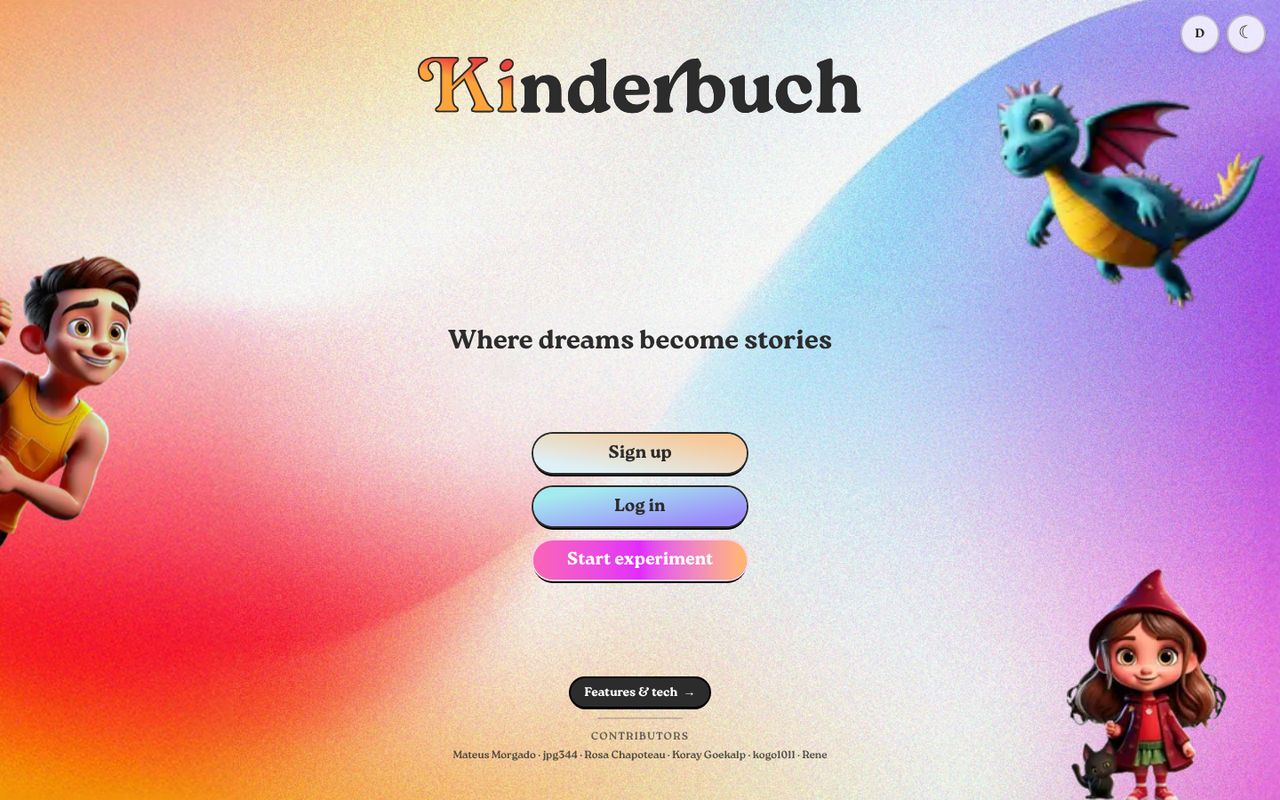 D
Kinderbuch
Where dreams become stories
Sign up
Log in
Start experiment
Features & tech →
CONTRIBUTORS
Mateus Morgado · jpg344 · Rosa Chapoteau · Koray Goekalp · kogo1011 · Rene